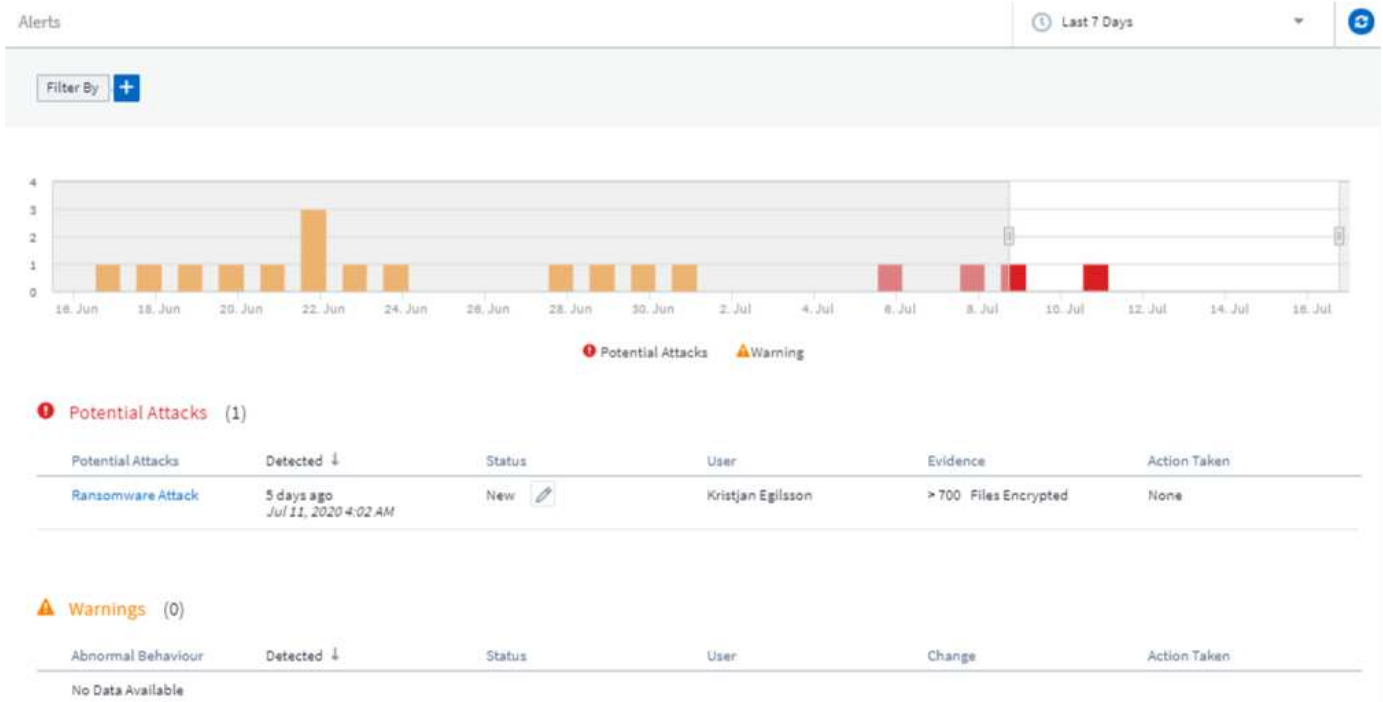 Alerts
Last 7 Days
Filter By +
4
3
2
1
0
16. Jun 18. Jun 20. Jun 22. Jun 24. Jun 26. Jun 28. Jun 30. Jun 2. Jul 4. Jul 6. Jul 8. Jul 10. Jul 12. Jul 14. Jul 16. Jul
Potential Attacks Warning
Potential Attacks (1)
Potential Attacks Detected ↓ Status User Evidence Action Taken
Ransomware Attack 5 days ago New Kristjan Egilsson > 700 Files Encrypted None
Jul 11, 2020 4:02 AM
Warnings (0)
Abnormal Behaviour Detected ↓ Status User Change Action Taken
No Data Available